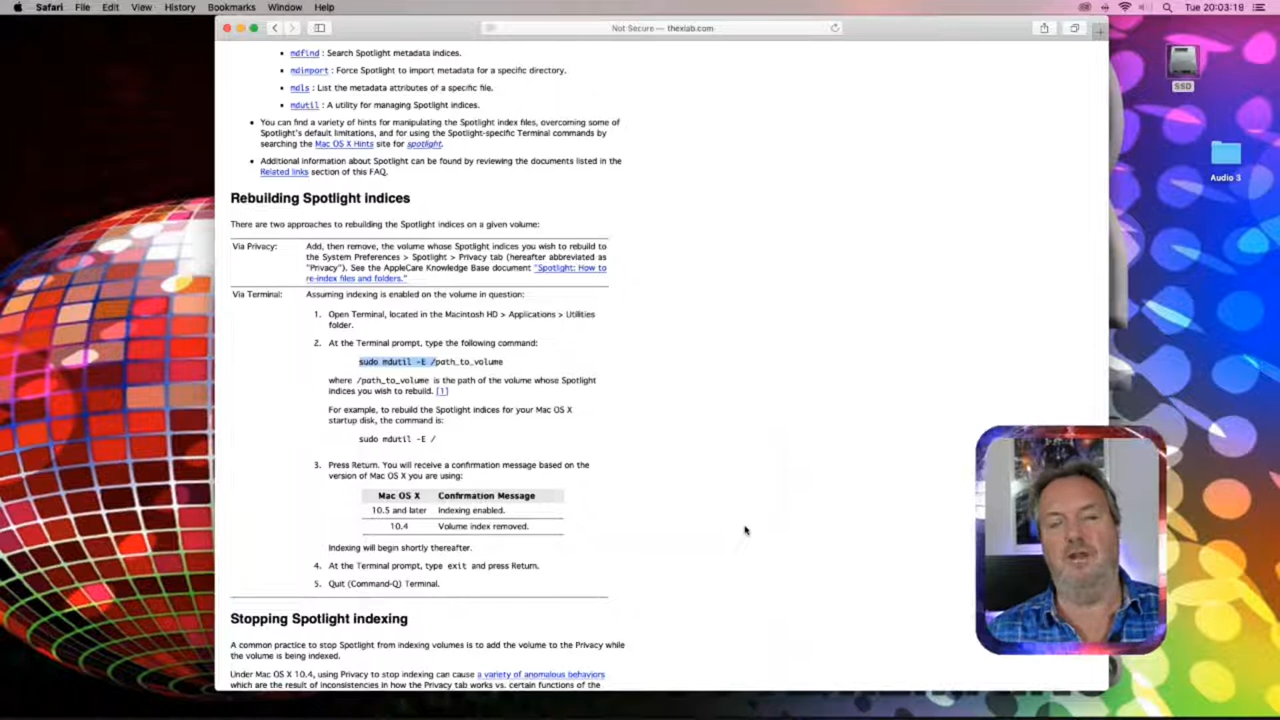 Safari File Edit View History Bookmarks Window Help Tue 20:03:18
Not Secure — thexlab.com
SSD
Audio 3
• mdfind : Search Spotlight metadata indices.
• mdimport : Force Spotlight to import metadata for a specific directory.
• mdls : List the metadata attributes of a specific file.
• mdutil : A utility for managing Spotlight indices.
• You can find a variety of hints for manipulating the Spotlight index files, overcoming some of
Spotlight's default limitations, and for using the Spotlight-specific Terminal commands by
searching the Mac OS X Hints site for spotlight.
• Additional information about Spotlight can be found by reviewing the documents listed in the
Related links section of this FAQ.
Rebuilding Spotlight indices
There are two approaches to rebuilding the Spotlight indices on a given volume:
Via Privacy: Add, then remove, the volume whose Spotlight indices you wish to rebuild to
the System Preferences > Spotlight > Privacy tab (hereafter abbreviated as
"Privacy"). See the AppleCare Knowledge Base document "Spotlight: How to
re-index files and folders."
Via Terminal: Assuming indexing is enabled on the volume in question:
1. Open Terminal, located in the Macintosh HD > Applications > Utilities
folder.
2. At the Terminal prompt, type the following command:
sudo mdutil -E /path_to_volume
where /path_to_volume is the path of the volume whose Spotlight
indices you wish to rebuild. [1]
For example, to rebuild the Spotlight indices for your Mac OS X
startup disk, the command is:
sudo mdutil -E /
3. Press Return. You will receive a confirmation message based on the
version of Mac OS X you are using:
Mac OS X Confirmation Message
10.5 and later Indexing enabled.
10.4 Volume index removed.
Indexing will begin shortly thereafter.
4. At the Terminal prompt, type exit and press Return.
5. Quit (Command-Q) Terminal.
Stopping Spotlight indexing
A common practice to stop Spotlight from indexing volumes is to add the volume to the Privacy while
the volume is being indexed.
Under Mac OS X 10.4, using Privacy to stop indexing can cause a variety of anomalous behaviors
which are the result of inconsistencies in how the Privacy tab works vs. certain functions of the